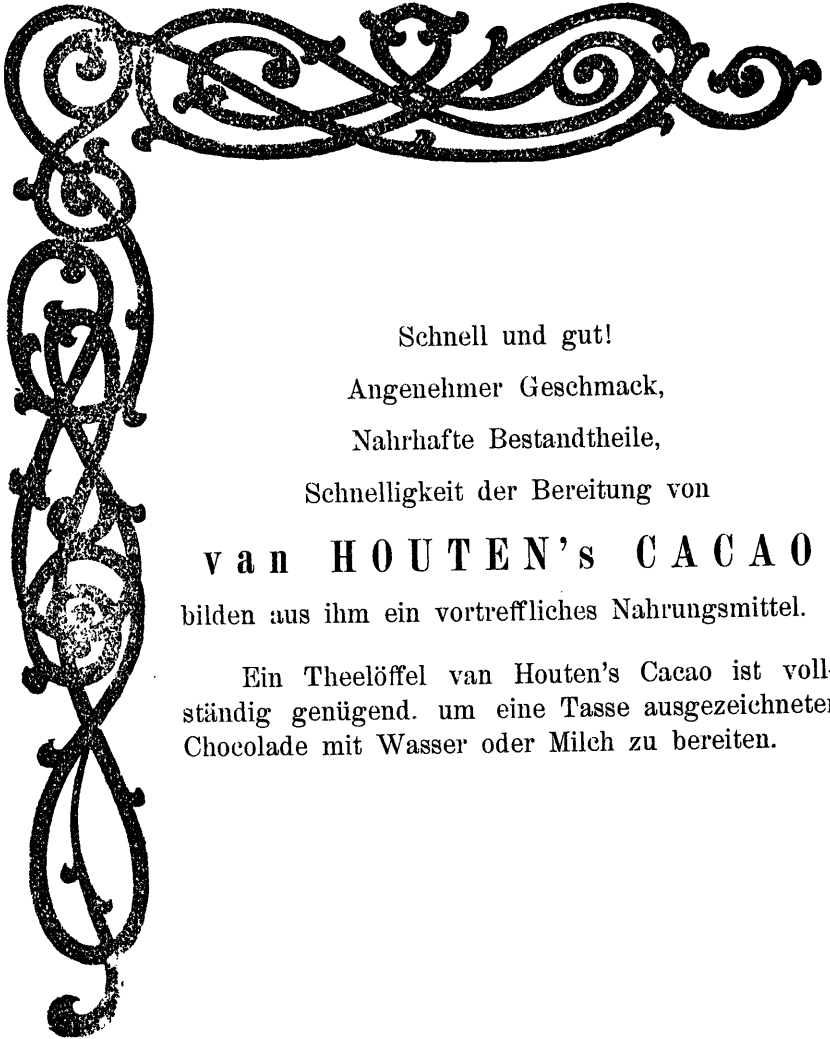 Schnell und gut!
Angenehmer Geschmack,
Nahrhafte Bestandtheile,
Schnelligkeit der Bereitung von
van HOUTEN's CACAO
bilden aus ihm ein vortreffliches Nahrungsmittel.
Ein Theelöffel van Houten's Cacao ist voll-
ständig genügend. um eine Tasse ausgezeichneter
Chocolade mit Wasser oder Milch zu bereiten.